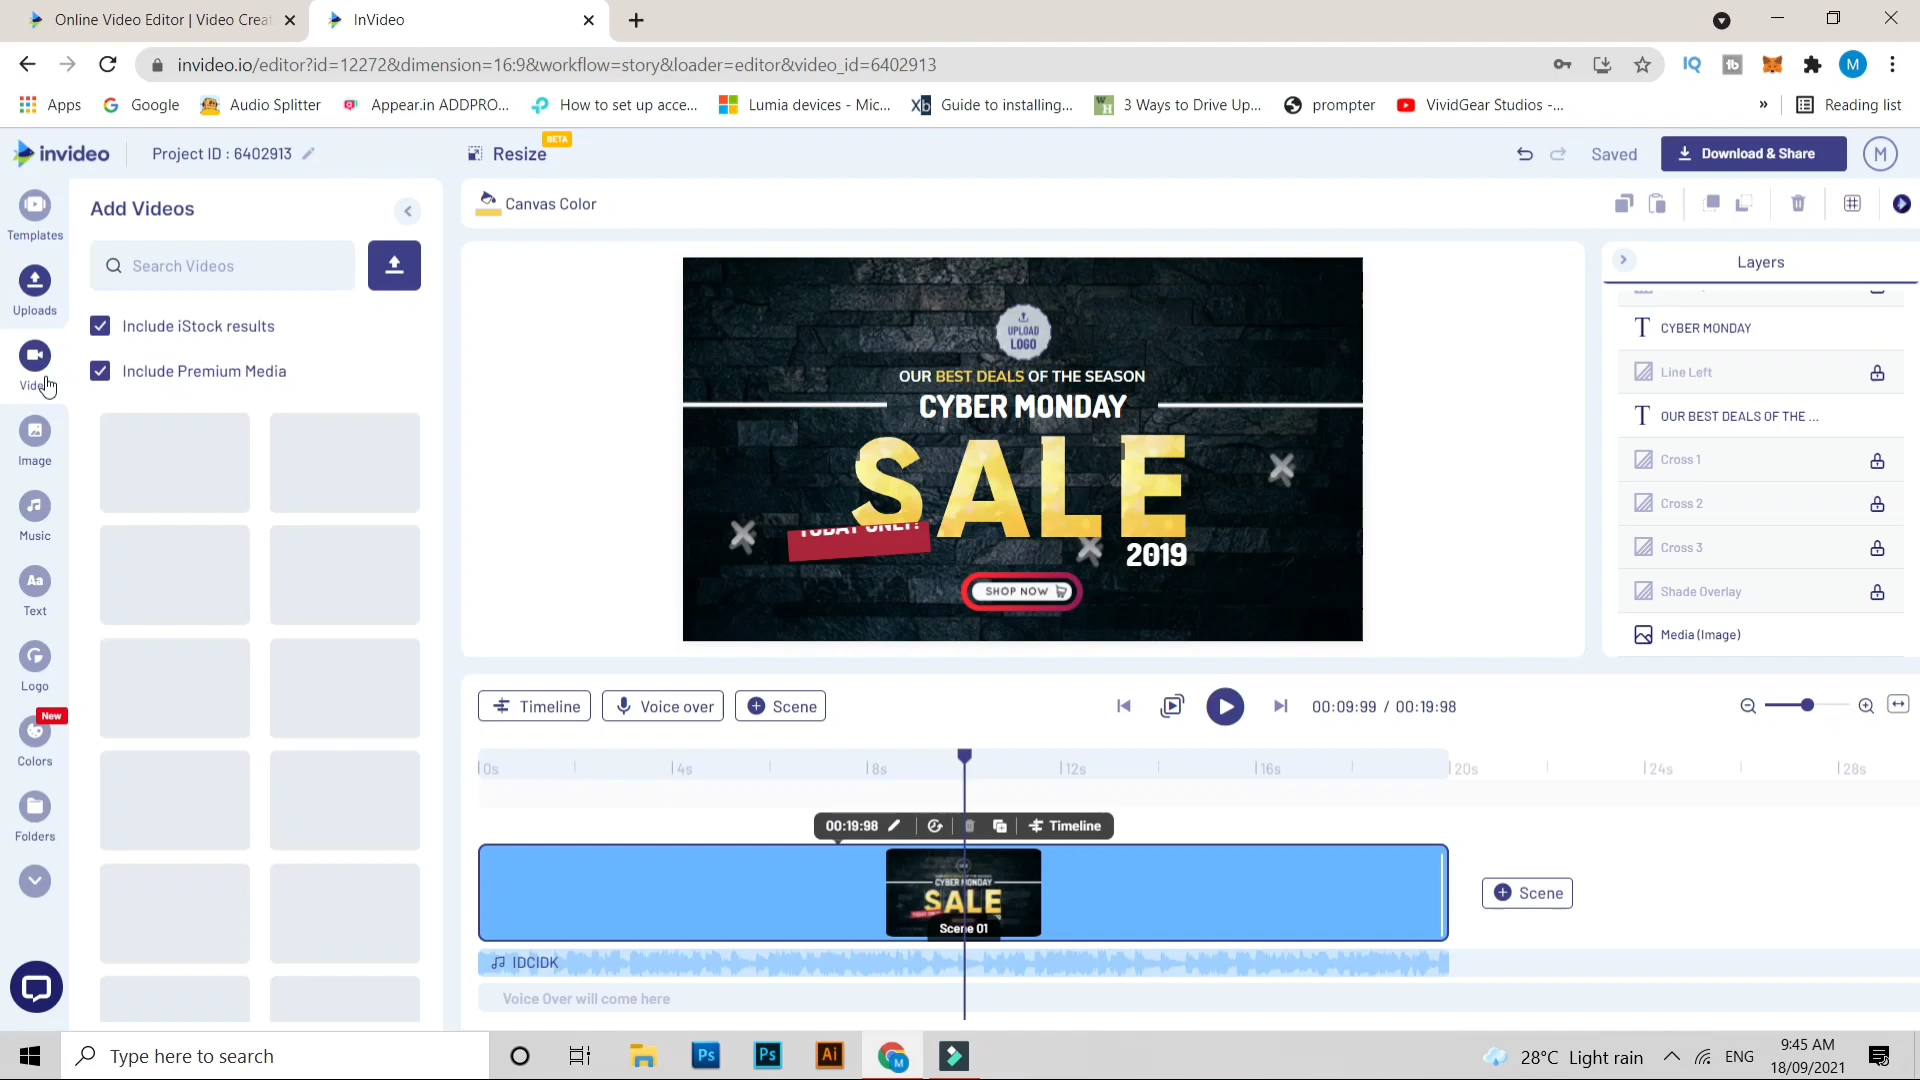 Online Video Editor | Video Crea
InVideo
invideo.io/editor?id=12272&dimension=16:9&workflow=story&loader=editor&video_id=6402913
Apps
Google
Audio Splitter
Appear.in ADDPRO...
How to set up acce...
Lumia devices - Mic...
Guide to installing...
3 Ways to Drive Up...
prompter
VividGear Studios -...
»
Reading list
invideo
Project ID : 6402913
Resize
BETA
Saved
Download & Share
M
Templates
Uploads
Image
Music
Aa
Text
Logo
New
Colors
Folders
Add Videos
Search Videos
Include iStock results
Include Premium Media
Canvas Color
UPLOAD
LOGO
OUR BEST DEALS OF THE SEASON
CYBER MONDAY
SALE
2019
SHOP NOW
Layers
CYBER MONDAY
Line Left
OUR BEST DEALS OF THE ...
Cross 1
Cross 2
Cross 3
Shade Overlay
Media (Image)
Timeline
Voice over
Scene
00:09:99 / 00:19:98
0s
4s
8s
12s
16s
20s
24s
28s
00:19:98
Timeline
CYBER MONDAY
SALE
Scene 01
Scene
IDCIDK
Voice Over will come here
Type here to search
Ps
Ps
Ai
28°C Light rain
ENG
9:45 AM
18/09/2021